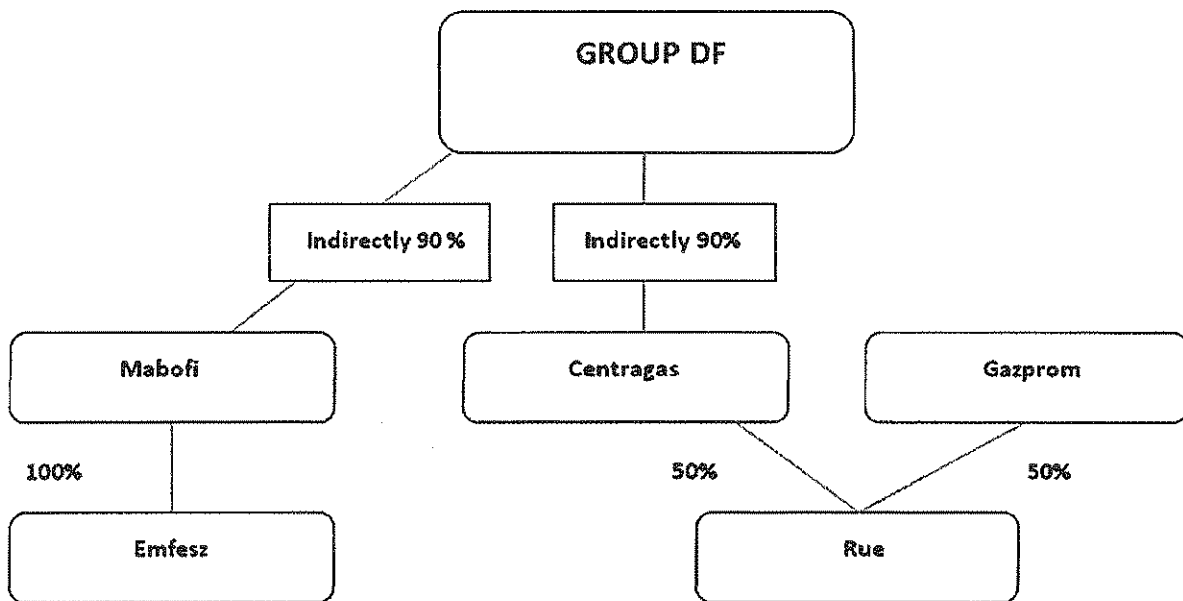 GROUP DF
Indirectly 90 %
Indirectly 90%
Mabofi
Centragas
Gazprom
100%
50%
50%
Emfesz
Rue